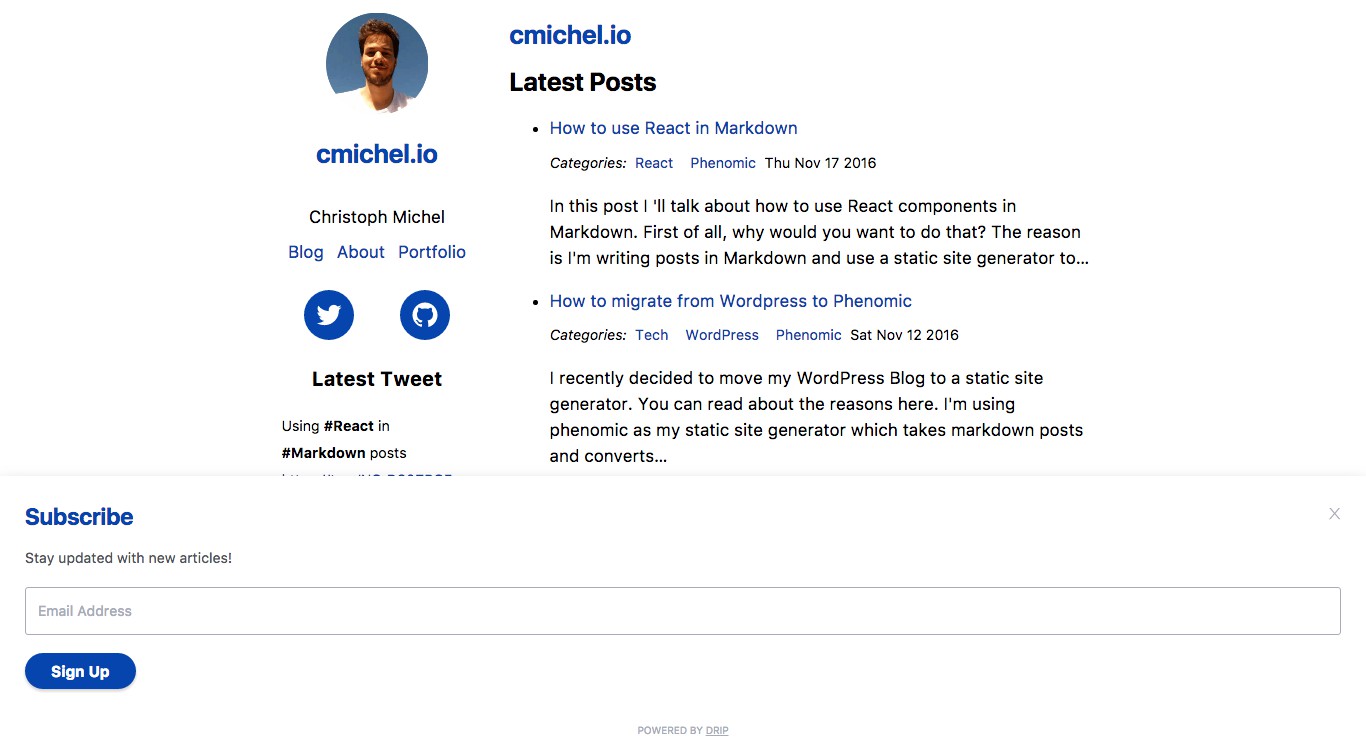 cmichel.io
Christoph Michel
Blog About Portfolio
Latest Tweet
Using #React in
#Markdown posts
cmichel.io
Latest Posts
How to use React in Markdown
Categories: React Phenomic Thu Nov 17 2016
In this post I 'll talk about how to use React components in
Markdown. First of all, why would you want to do that? The reason
is I'm writing posts in Markdown and use a static site generator to...
How to migrate from Wordpress to Phenomic
Categories: Tech WordPress Phenomic Sat Nov 12 2016
I recently decided to move my WordPress Blog to a static site
generator. You can read about the reasons here. I'm using
phenomic as my static site generator which takes markdown posts
and converts...
Subscribe
Stay updated with new articles!
Email Address
Sign Up
POWERED BY DRIP